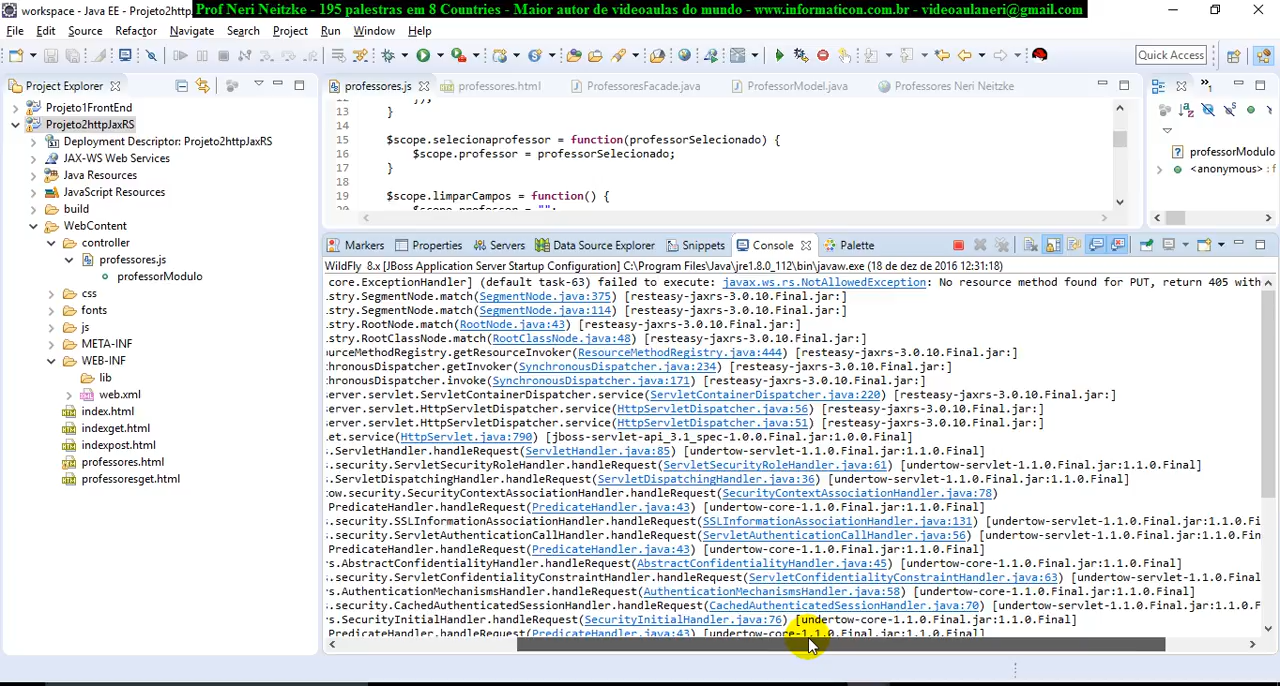 workspace - Java EE - Projeto2http.
Prof Neri Neitzke - 195 palestras em 8 Countries - Maior autor de videoaulas do mundo - www.informaticon.com.br - videoaulaneri@gmail.com
File Edit Source Refactor Navigate Search Project Run Window Help
Quick Access
Project Explorer
professores.js professores.html ProfessoresFacade.java ProfessorModel.java Professores Neri Neitzke
Projeto1FrontEnd
Projeto2httpJaxRS
Deployment Descriptor: Projeto2httpJaxRS
JAX-WS Web Services
Java Resources
JavaScript Resources
build
WebContent
controller
professores.js
professorModulo
css
fonts
js
META-INF
WEB-INF
lib
web.xml
index.html
indexget.html
indexpost.html
professores.html
professoresget.html
});
13 }
14
15 $scope.selecionaprofessor = function(professorSelecionado) {
16 $scope.professor = professorSelecionado;
17 }
18
19 $scope.limparCampos = function() {
20 $scope.professor = "";
professorModulo
<anonymous> : f
Markers Properties Servers Data Source Explorer Snippets Console Palette
WildFly 8.x [JBoss Application Server Startup Configuration] C:\Program Files\Java\jre1.8.0_112\bin\javaw.exe (18 de dez de 2016 12:31:18)
core.ExceptionHandler] (default task-63) failed to execute: javax.ws.rs.NotAllowedException: No resource method found for PUT, return 405 with
stry.SegmentNode.match(SegmentNode.java:375) [resteasy-jaxrs-3.0.10.Final.jar:]
stry.SegmentNode.match(SegmentNode.java:114) [resteasy-jaxrs-3.0.10.Final.jar:]
stry.RootNode.match(RootNode.java:43) [resteasy-jaxrs-3.0.10.Final.jar:]
stry.RootClassNode.match(RootClassNode.java:48) [resteasy-jaxrs-3.0.10.Final.jar:]
urceMethodRegistry.getResourceInvoker(ResourceMethodRegistry.java:444) [resteasy-jaxrs-3.0.10.Final.jar:]
chronousDispatcher.getInvoker(SynchronousDispatcher.java:234) [resteasy-jaxrs-3.0.10.Final.jar:]
chronousDispatcher.invoke(SynchronousDispatcher.java:171) [resteasy-jaxrs-3.0.10.Final.jar:]
erver.servlet.ServletContainerDispatcher.service(ServletContainerDispatcher.java:220) [resteasy-jaxrs-3.0.10.Final.jar:]
erver.servlet.HttpServletDispatcher.service(HttpServletDispatcher.java:56) [resteasy-jaxrs-3.0.10.Final.jar:]
erver.servlet.HttpServletDispatcher.service(HttpServletDispatcher.java:51) [resteasy-jaxrs-3.0.10.Final.jar:]
let.service(HttpServlet.java:790) [jboss-servlet-api_3.1_spec-1.0.0.Final.jar:1.0.0.Final]
s.ServletHandler.handleRequest(ServletHandler.java:85) [undertow-servlet-1.1.0.Final.jar:1.1.0.Final]
s.security.ServletSecurityRoleHandler.handleRequest(ServletSecurityRoleHandler.java:61) [undertow-servlet-1.1.0.Final.jar:1.1.0.Final]
s.ServletDispatchingHandler.handleRequest(ServletDispatchingHandler.java:36) [undertow-servlet-1.1.0.Final.jar:1.1.0.Final]
ow.security.SecurityContextAssociationHandler.handleRequest(SecurityContextAssociationHandler.java:78)
PredicateHandler.handleRequest(PredicateHandler.java:43) [undertow-core-1.1.0.Final.jar:1.1.0.Final]
s.security.SSLInformationAssociationHandler.handleRequest(SSLInformationAssociationHandler.java:131) [undertow-servlet-1.1.0.Final.jar:1.1.0.Fi
s.security.ServletAuthenticationCallHandler.handleRequest(ServletAuthenticationCallHandler.java:56) [undertow-servlet-1.1.0.Final.jar:1.1.0.Fin
PredicateHandler.handleRequest(PredicateHandler.java:43) [undertow-core-1.1.0.Final.jar:1.1.0.Final]
s.AbstractConfidentialityHandler.handleRequest(AbstractConfidentialityHandler.java:45) [undertow-core-1.1.0.Final.jar:1.1.0.Final]
s.security.ServletConfidentialityConstraintHandler.handleRequest(ServletConfidentialityConstraintHandler.java:63) [undertow-servlet-1.1.0.Final
s.AuthenticationMechanismsHandler.handleRequest(AuthenticationMechanismsHandler.java:58) [undertow-core-1.1.0.Final.jar:1.1.0.Final]
s.security.CachedAuthenticatedSessionHandler.handleRequest(CachedAuthenticatedSessionHandler.java:70) [undertow-servlet-1.1.0.Final.jar:1.1.0.F
s.SecurityInitialHandler.handleRequest(SecurityInitialHandler.java:76) [undertow-core-1.1.0.Final.jar:1.1.0.Final]
PredicateHandler.handleRequest(PredicateHandler.java:43) [undertow-core-1.1.0.Final.jar:1.1.0.Final]